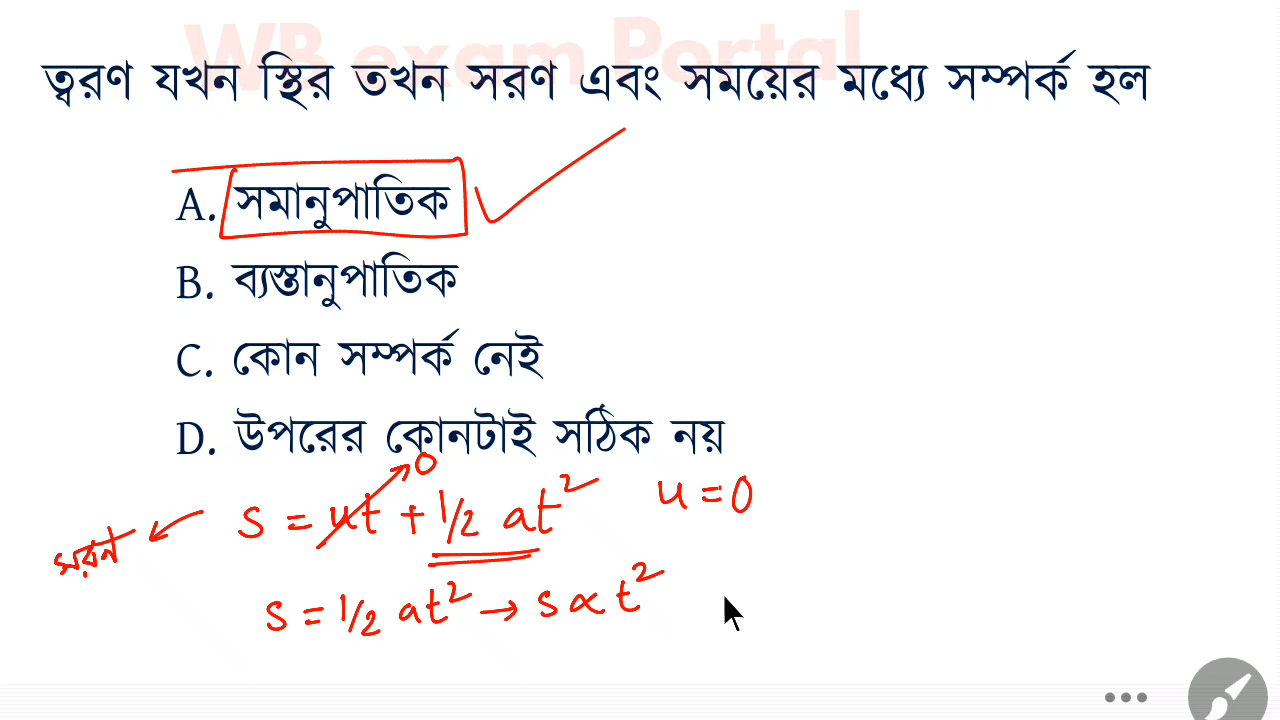 WB exam Portal
ত্বরণ যখন স্থির তখন সরণ এবং সময়ের মধ্যে সম্পর্ক হল
A. সমানুপাতিক
B. ব্যস্তানুপাতিক
C. কোন সম্পর্ক নেই
D. উপরের কোনটাই সঠিক নয়
0
সরণ ← s = ut + 1/2 at² u = 0
s = 1/2 at² → s ∝ t²